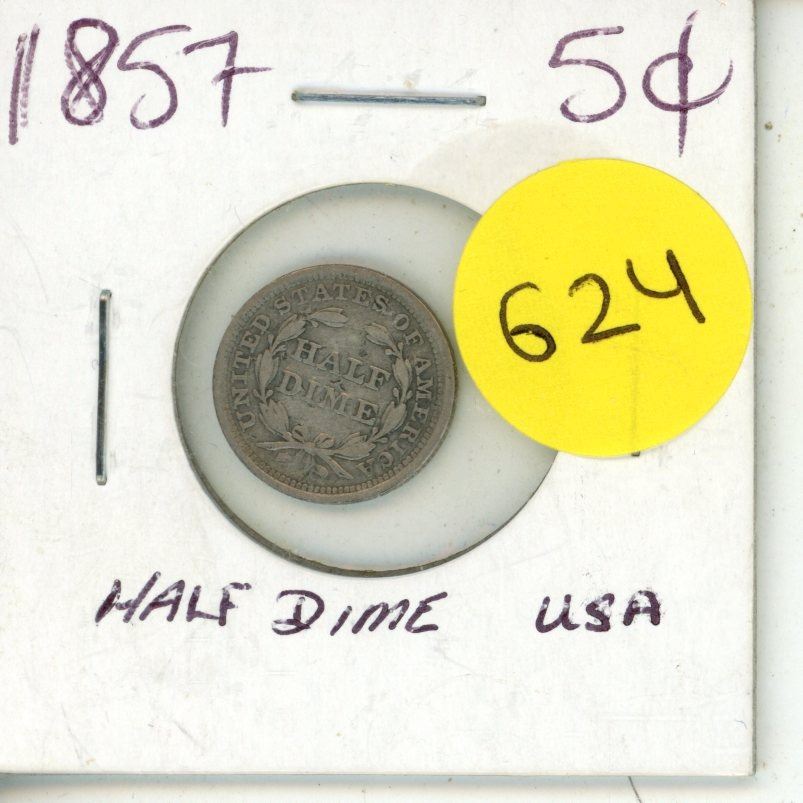 1857 5¢
624
UNITED STATES OF AMERICA
HALF
DIME
HALF DIME USA